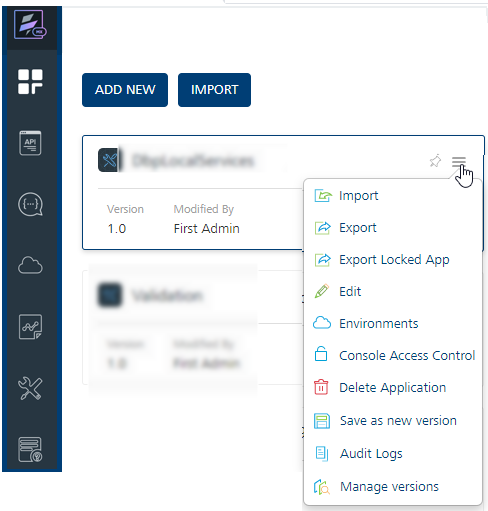 HX
API
ADD NEW
IMPORT
DbpLocalServices
Version
Modified By
1.0
First Admin
Import
Export
Export Locked App
Edit
Environments
Console Access Control
Delete Application
Save as new version
Audit Logs
Manage versions
Validation
Version
Modified By
1.0
First Admin